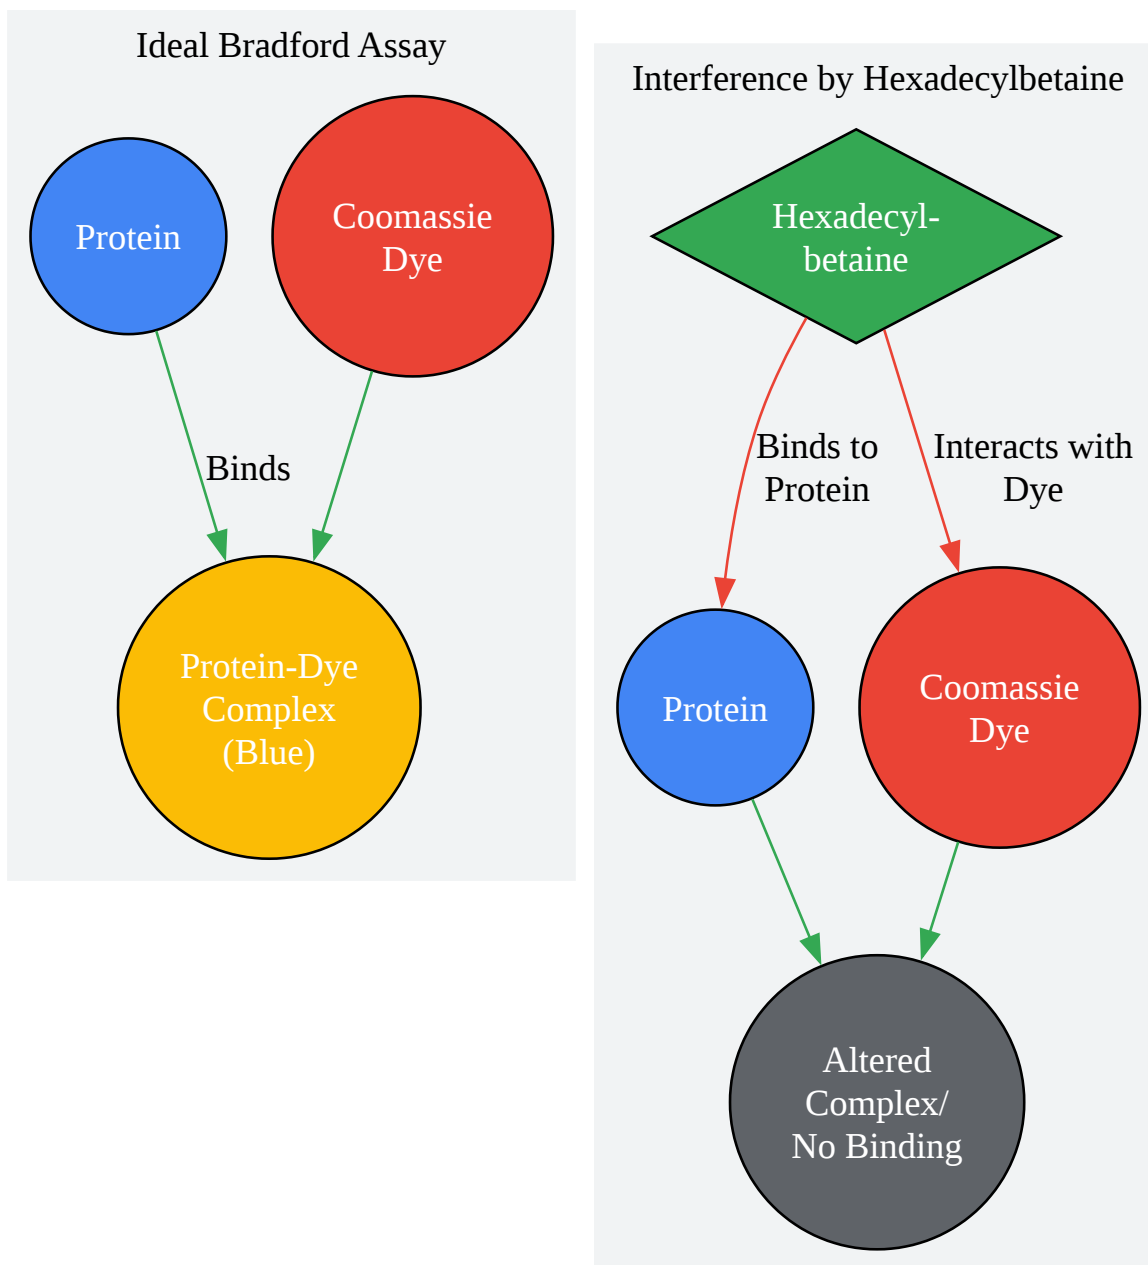 Ideal Bradford Assay
Protein
Coomassie
Dye
Binds
Protein-Dye
Complex
(Blue)
Interference by Hexadecylbetaine
Hexadecyl-
betaine
Binds to
Protein
Interacts with
Dye
Protein
Coomassie
Dye
Altered
Complex/
No Binding